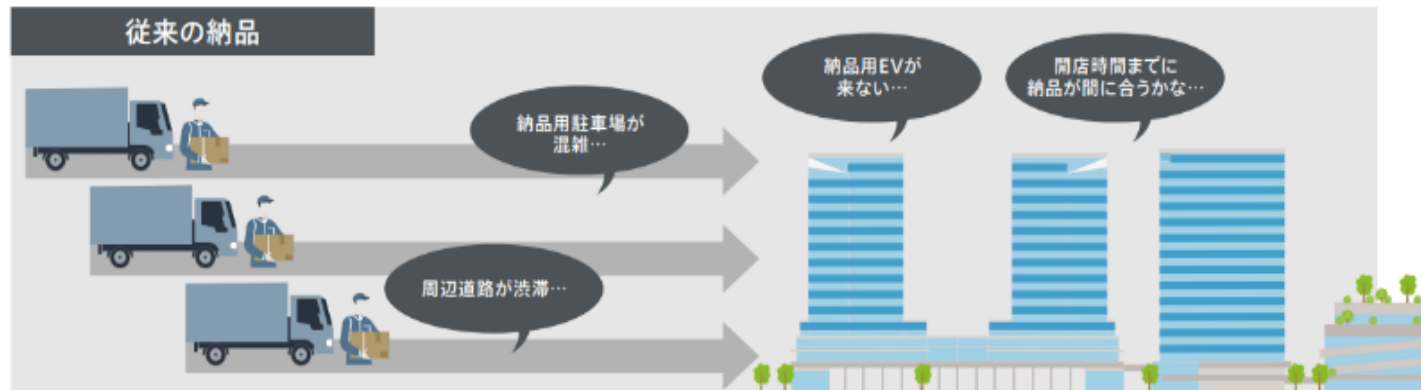 従来の納品
納品用EVが
来ない…
開店時間までに
納品が間に合うかな…
納品用駐車場が
混雑…
周辺道路が渋滞…